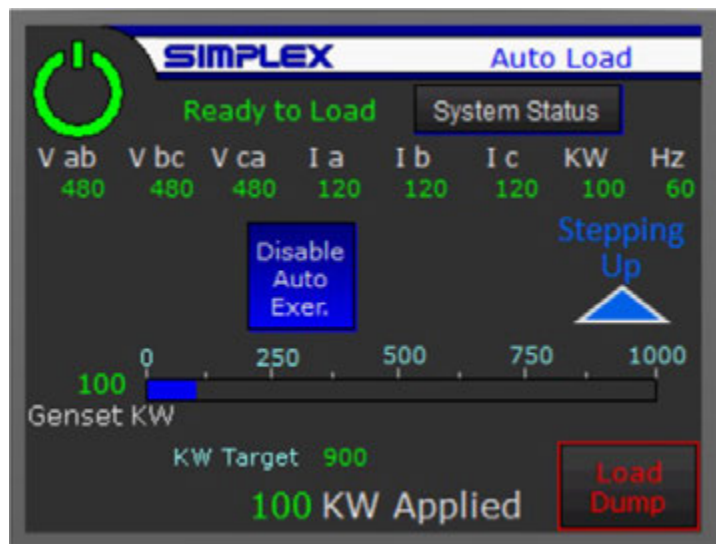 SIMPLEX Auto Load
Ready to Load System Status
V ab V bc V ca I a I b I c KW Hz
480 480 480 120 120 120 100 60
Disable
Auto
Exer.
Stepping
Up
0 250 500 750 1000
100
Genset KW
KW Target 900
100 KW Applied
Load
Dump